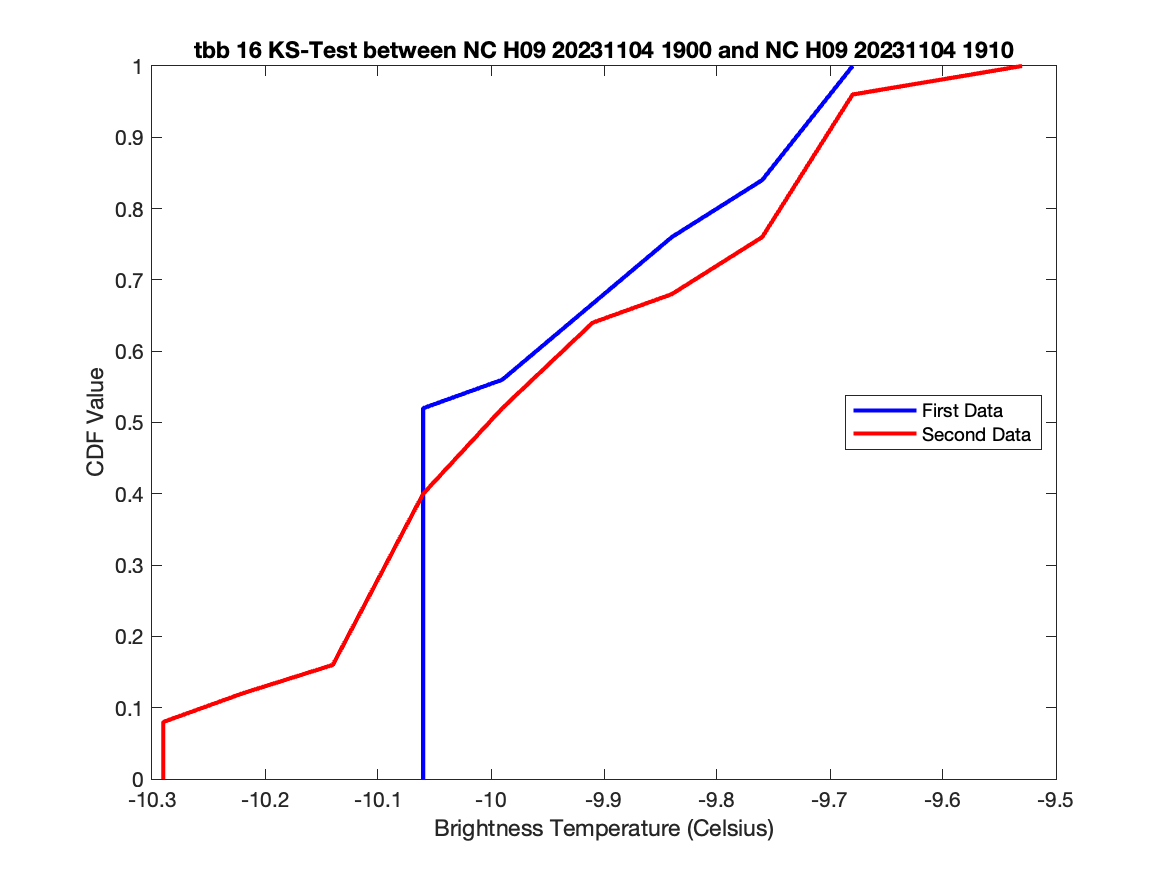 tbb 16 KS-Test between NC H09 20231104 1900 and NC H09 20231104 1910
1
0.9
0.8
0.7
0.6
0.5
0.4
0.3
0.2
0.1
0
CDF Value
First Data
Second Data
-10.3 -10.2 -10.1 -10 -9.9 -9.8 -9.7 -9.6 -9.5
Brightness Temperature (Celsius)